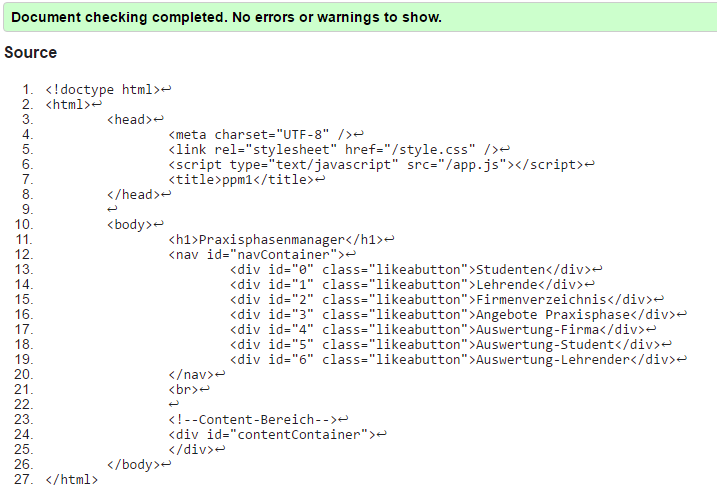 Document checking completed. No errors or warnings to show.
Source
1. <!doctype html>↩
2. <html>↩
3. <head>↩
4. <meta charset="UTF-8" />↩
5. <link rel="stylesheet" href="/style.css" />↩
6. <script type="text/javascript" src="/app.js"></script>↩
7. <title>ppm1</title>↩
8. </head>↩
9. ↩
10. <body>↩
11. <h1>Praxisphasenmanager</h1>↩
12. <nav id="navContainer">↩
13. <div id="0" class="likeabutton">Studenten</div>↩
14. <div id="1" class="likeabutton">Lehrende</div>↩
15. <div id="2" class="likeabutton">Firmenverzeichnis</div>↩
16. <div id="3" class="likeabutton">Angebote Praxisphase</div>↩
17. <div id="4" class="likeabutton">Auswertung-Firma</div>↩
18. <div id="5" class="likeabutton">Auswertung-Student</div>↩
19. <div id="6" class="likeabutton">Auswertung-Lehrender</div>↩
20. </nav>↩
21. <br>↩
22. ↩
23. <!--Content-Bereich-->↩
24. <div id="contentContainer">↩
25. </div>↩
26. </body>↩
27. </html>